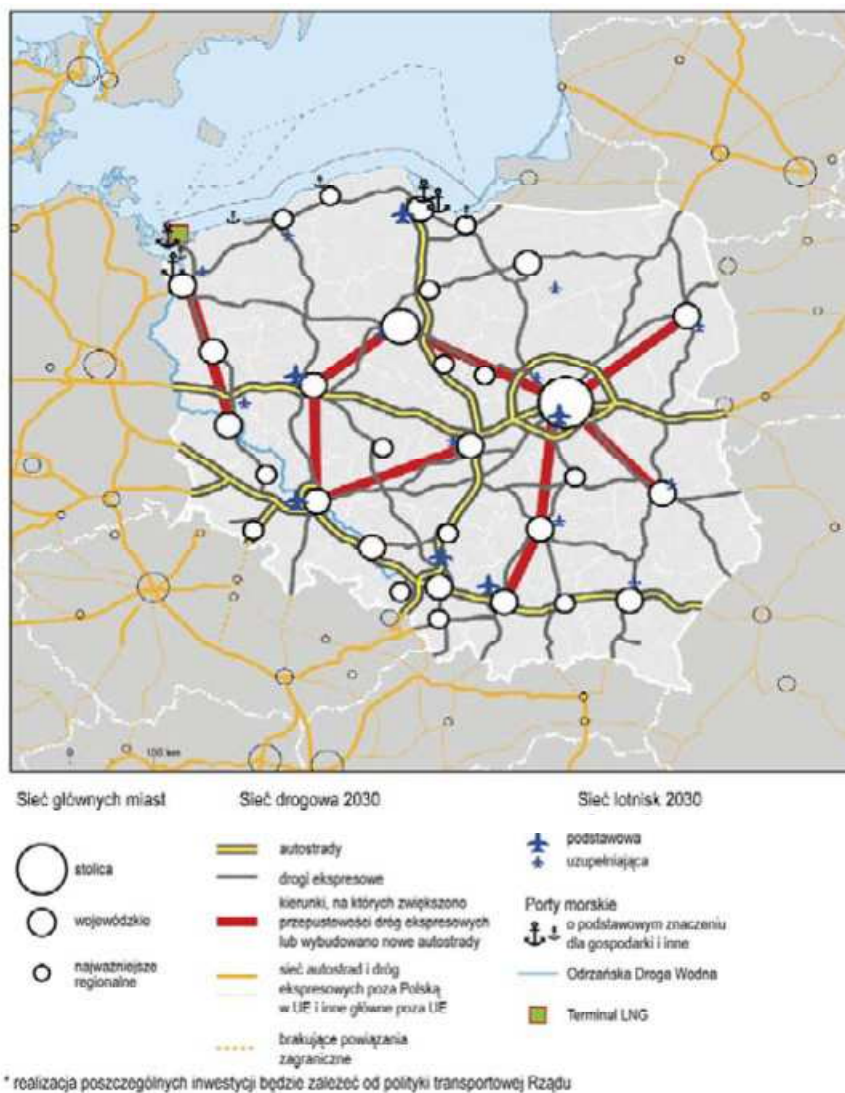 0 100 km
Sieć głównych miast
stolica
wojewódzkie
najważniejsze
regionalne
Sieć drogowa 2030
autostrady
drogi ekspresowe
kierunki, na których zwiększono
przepustowości dróg ekspresowych
lub wybudowano nowe autostrady
sieć autostrad i dróg
ekspresowych poza Polską
w UE i inne główne poza UE
brakujące powiązania
zagraniczne
Sieć lotnisk 2030
podstawowa
uzupełniająca
Porty morskie
o podstawowym znaczeniu
dla gospodarki i inne
Odrzańska Droga Wodna
Terminal LNG
* realizacja poszczególnych inwestycji będzie zależeć od polityki transportowej Rządu